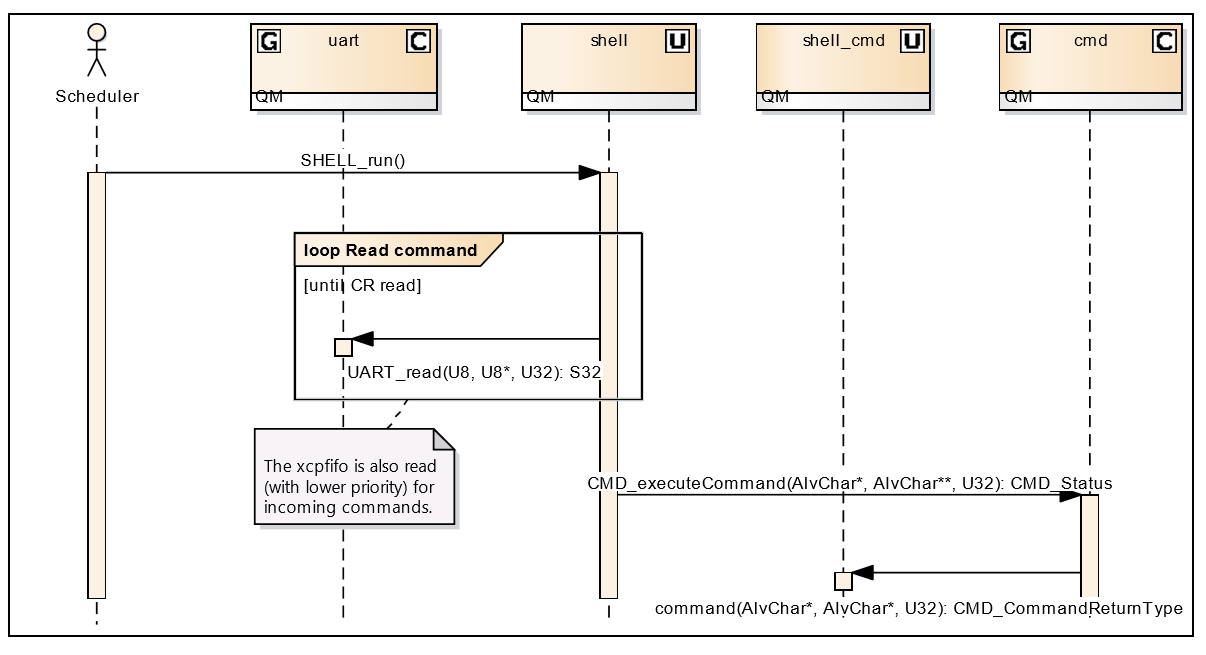 G uart C
shell U
shell_cmd U
G cmd C
Scheduler
QM
QM
QM
QM
SHELL_run()
loop Read command
[until CR read]
UART_read(U8, U8*, U32): S32
The xcpfifo is also read
(with lower priority) for
incoming commands.
CMD_executeCommand(AlvChar*, AlvChar**, U32): CMD_Status
command(AlvChar*, AlvChar*, U32): CMD_CommandReturnType